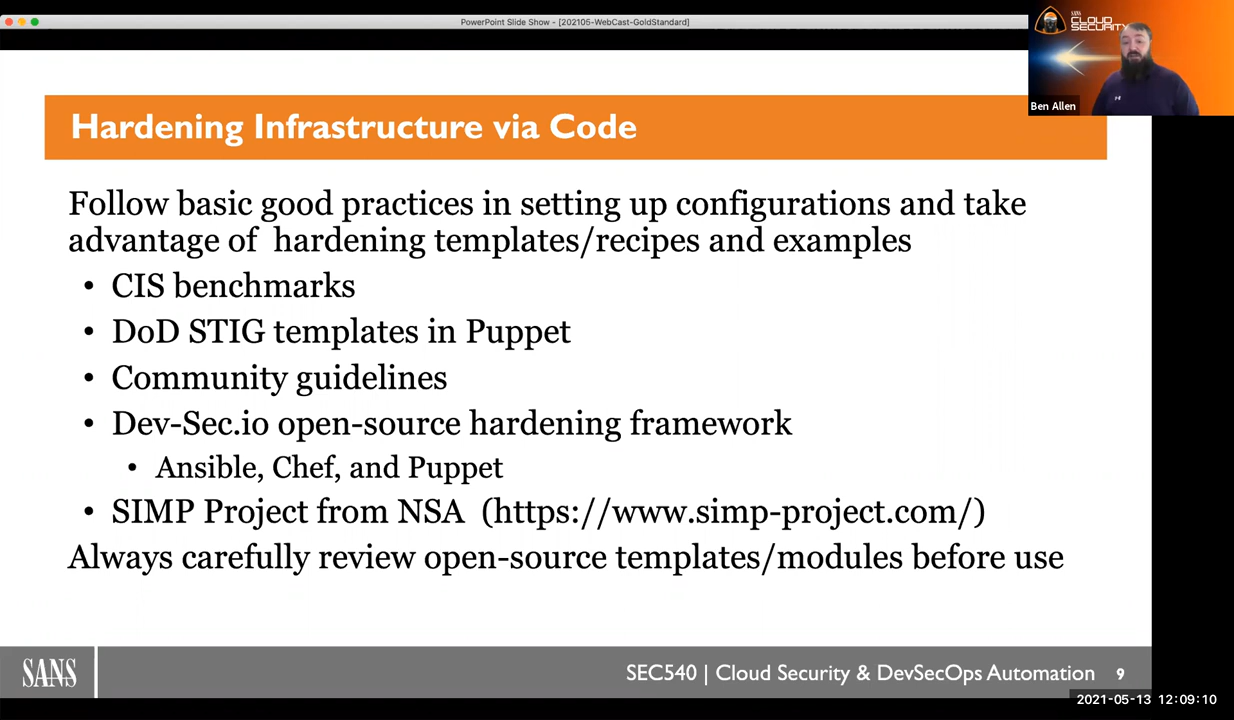 PowerPoint Slide Show - [202105-WebCast-GoldStandard]
SANS
CLOUD
SECURITY
Ben Allen
Hardening Infrastructure via Code
Follow basic good practices in setting up configurations and take
advantage of  hardening templates/recipes and examples
• CIS benchmarks
• DoD STIG templates in Puppet
• Community guidelines
• Dev-Sec.io open-source hardening framework
• Ansible, Chef, and Puppet
• SIMP Project from NSA  (https://www.simp-project.com/)
Always carefully review open-source templates/modules before use
SANS
SEC540 | Cloud Security & DevSecOps Automation 9
2021-05-13 12:09:10